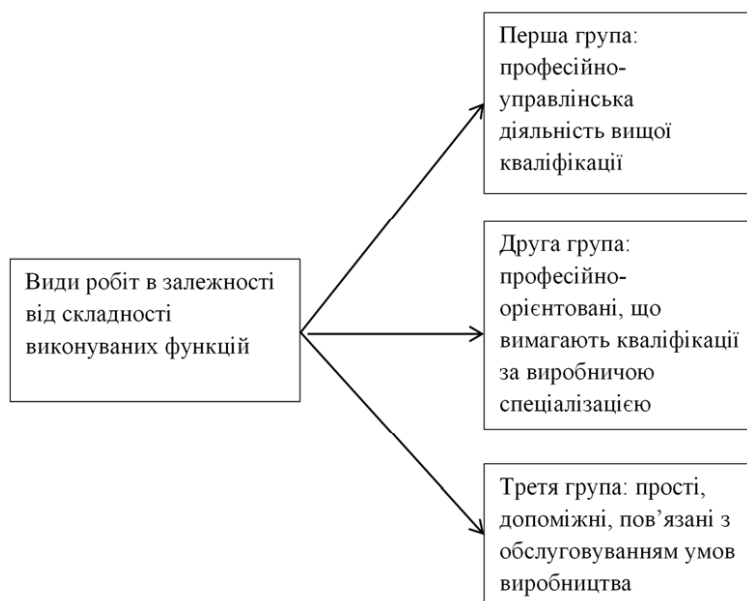 Види робіт в залежності
від складності
виконуваних функцій
Перша група:
професійно-
управлінська
діяльність вищої
кваліфікації
Друга група:
професійно-
орієнтовані, що
вимагають кваліфікації
за виробничою
спеціалізацією
Третя група: прості,
допоміжні, пов’язані з
обслуговуванням умов
виробництва